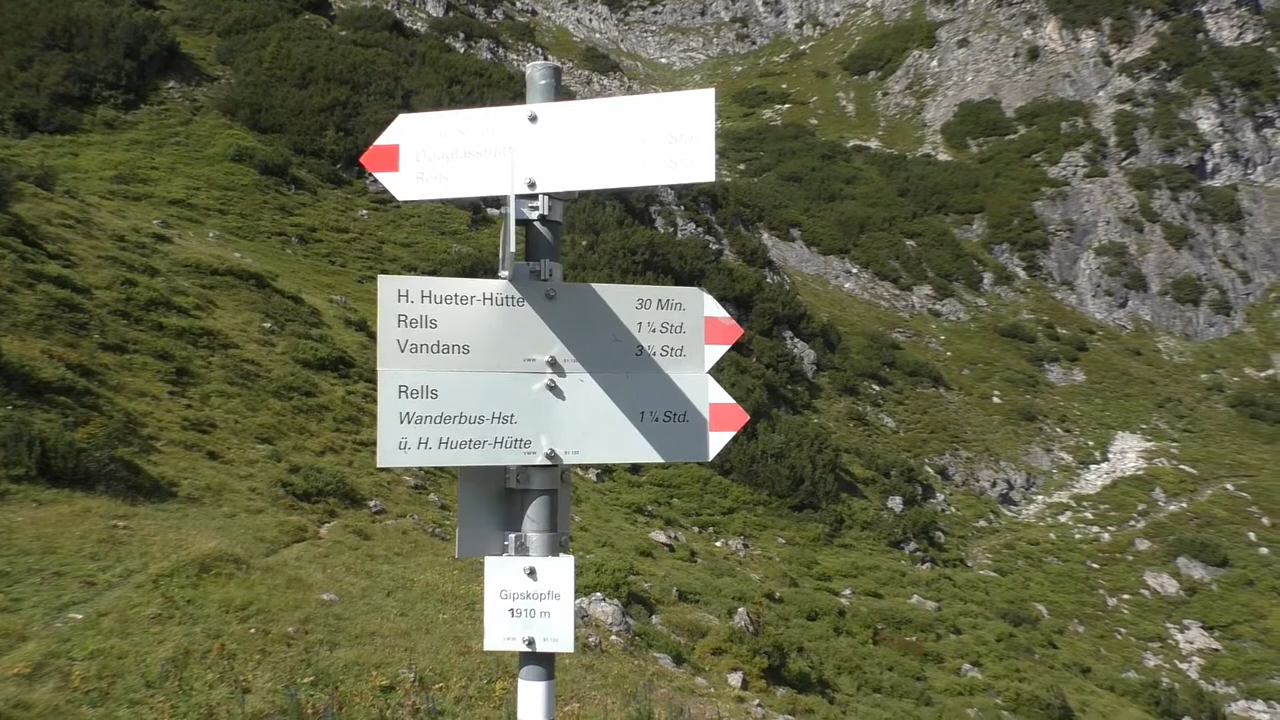 Douglasshütte
Rells
H. Hueter-Hütte 30 Min.
Rells 1 ¼ Std.
Vandans 3 ¼ Std.
Rells
Wanderbus-Hst. 1 ¼ Std.
ü. H. Hueter-Hütte
Gipsköpfle
1910 m